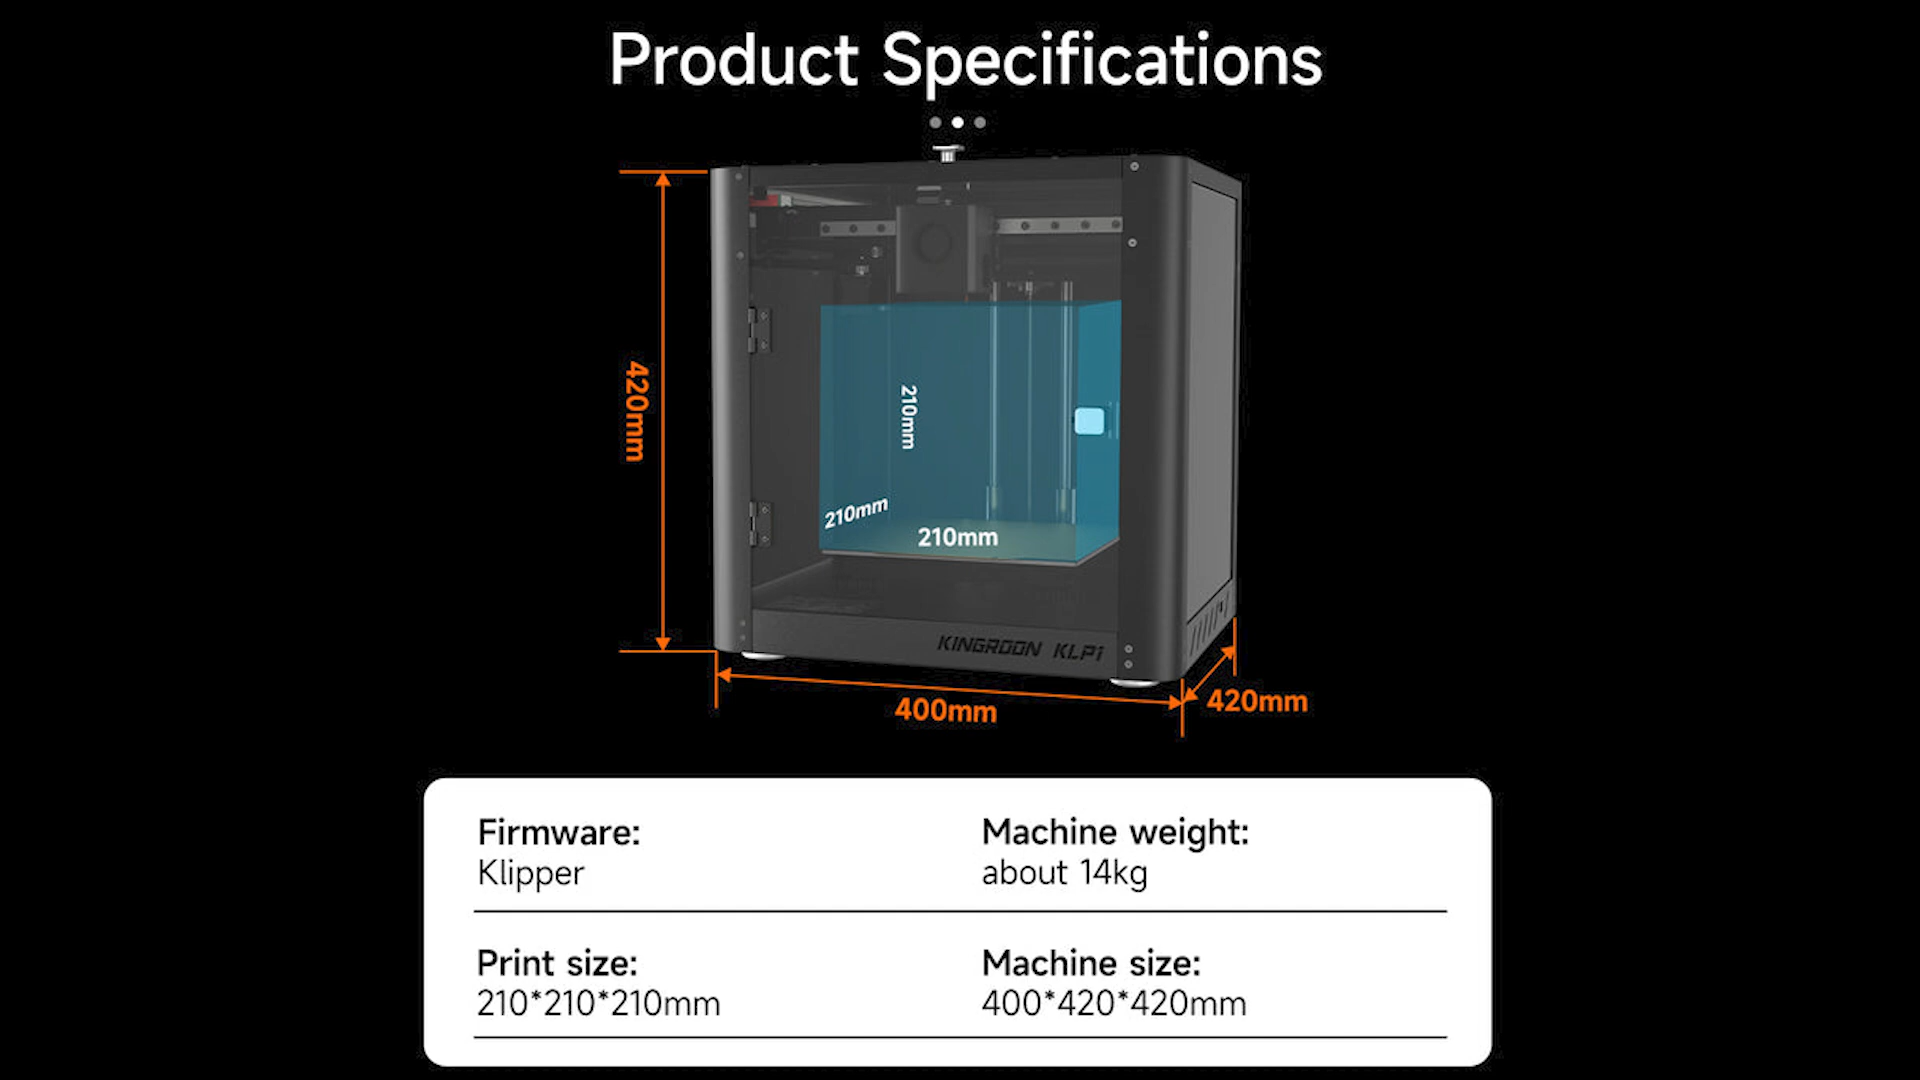 Product Specifications
420mm
210mm
210mm
210mm
KINGROON KLPi
400mm
420mm
Firmware:
Klipper
Machine weight:
about 14kg
Print size:
210*210*210mm
Machine size:
400*420*420mm